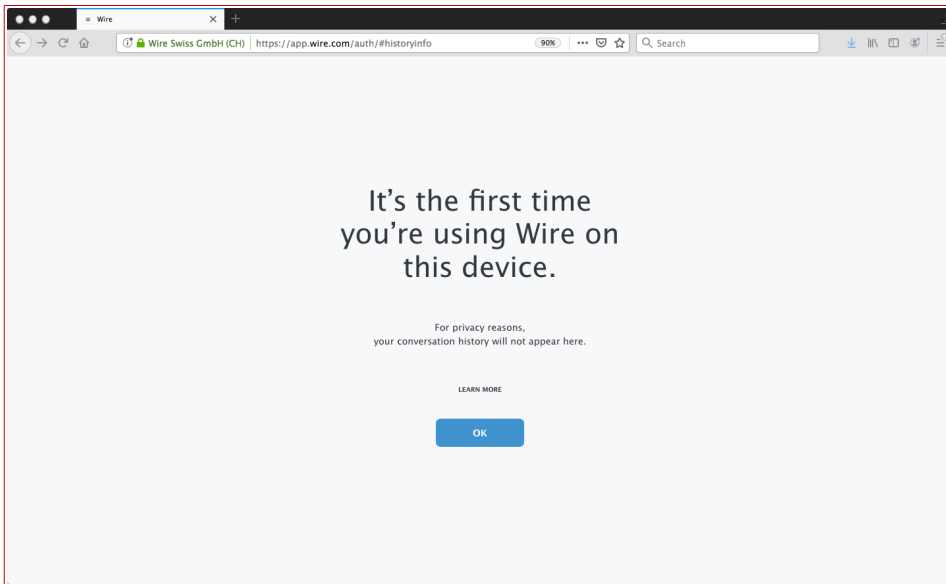 Wire
Wire Swiss GmbH (CH)
https://app.wire.com/auth/#historyinfo
90%
Search
It's the first time
you're using Wire on
this device.
For privacy reasons,
your conversation history will not appear here.
LEARN MORE
OK